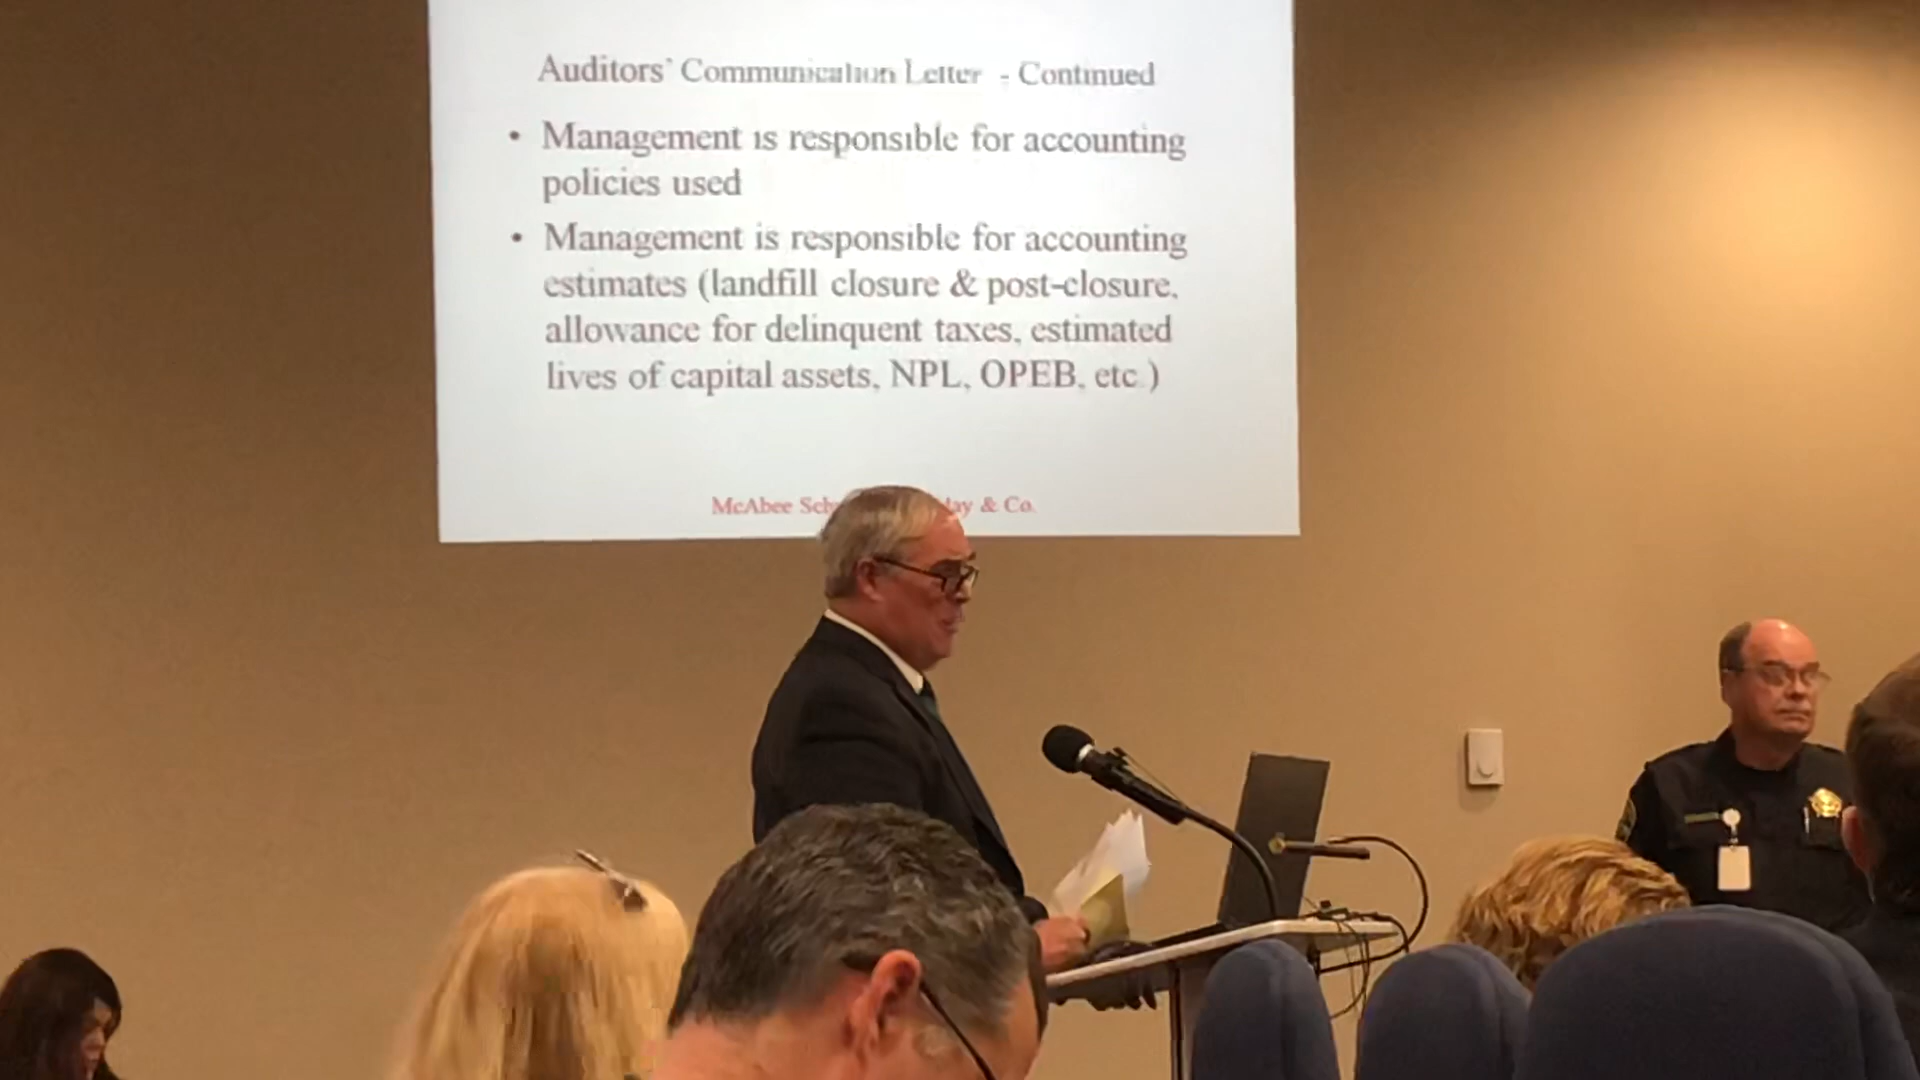 Auditors' Communication Letter - Continued
• Management is responsible for accounting
policies used
• Management is responsible for accounting
estimates (landfill closure & post-closure,
allowance for delinquent taxes, estimated
lives of capital assets, NPL, OPEB, etc.)
McAbee & Co.